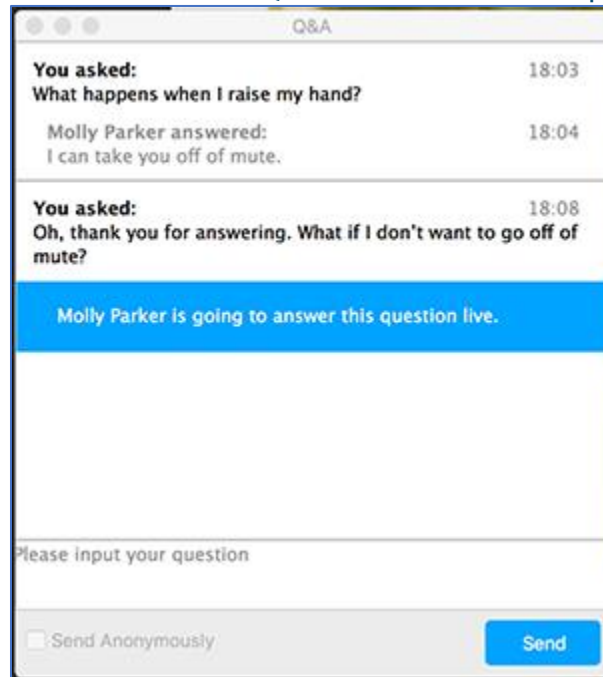 Q&A
You asked: 18:03
What happens when I raise my hand?
Molly Parker answered: 18:04
I can take you off of mute.
You asked: 18:08
Oh, thank you for answering. What if I don't want to go off of
mute?
Molly Parker is going to answer this question live.
Please input your question
Send Anonymously
Send